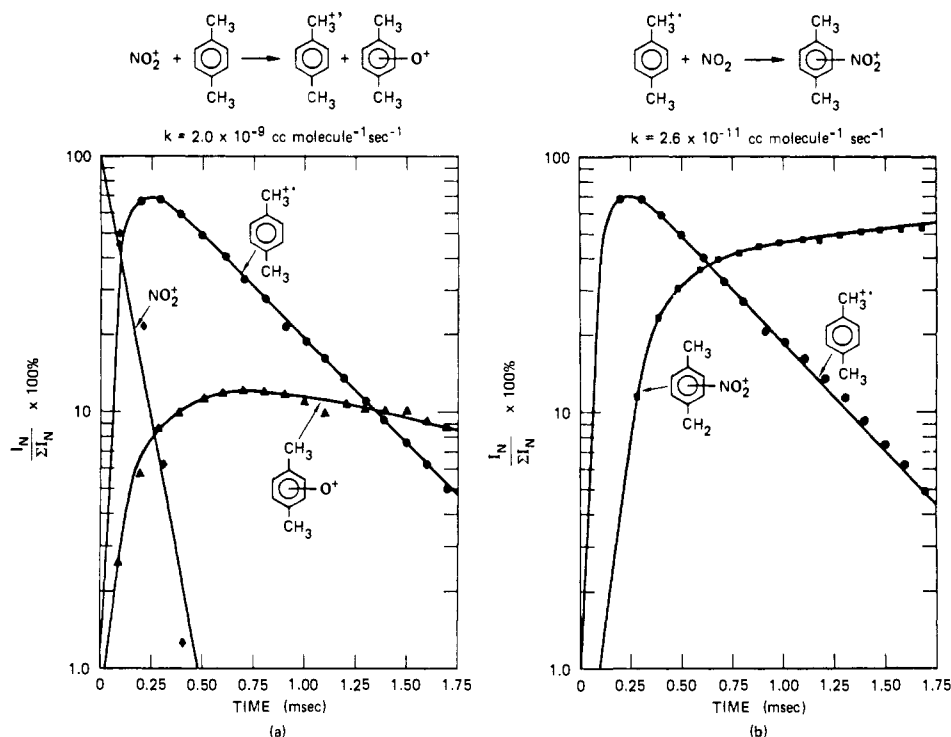 CH3
CH3+•
CH3
NO2+ + → + O+
CH3
CH3
CH3
k = 2.0 x 10-9 cc molecule-1 sec-1
100
CH3+•
CH3
NO2+
10
IN
ΣIN
x 100%
CH3
O+
CH3
1.0
0
0.25
0.50
0.75
1.00
1.25
1.50
1.75
TIME (msec)
(a)
CH3+•
CH3
+ NO2 → NO2+
CH3
CH3
k = 2.6 x 10-11 cc molecule-1 sec-1
100
CH3+•
CH3
CH3
NO2+
CH2
10
IN
ΣIN
x 100%
1.0
0
0.25
0.50
0.75
1.00
1.25
1.50
1.75
TIME (msec)
(b)